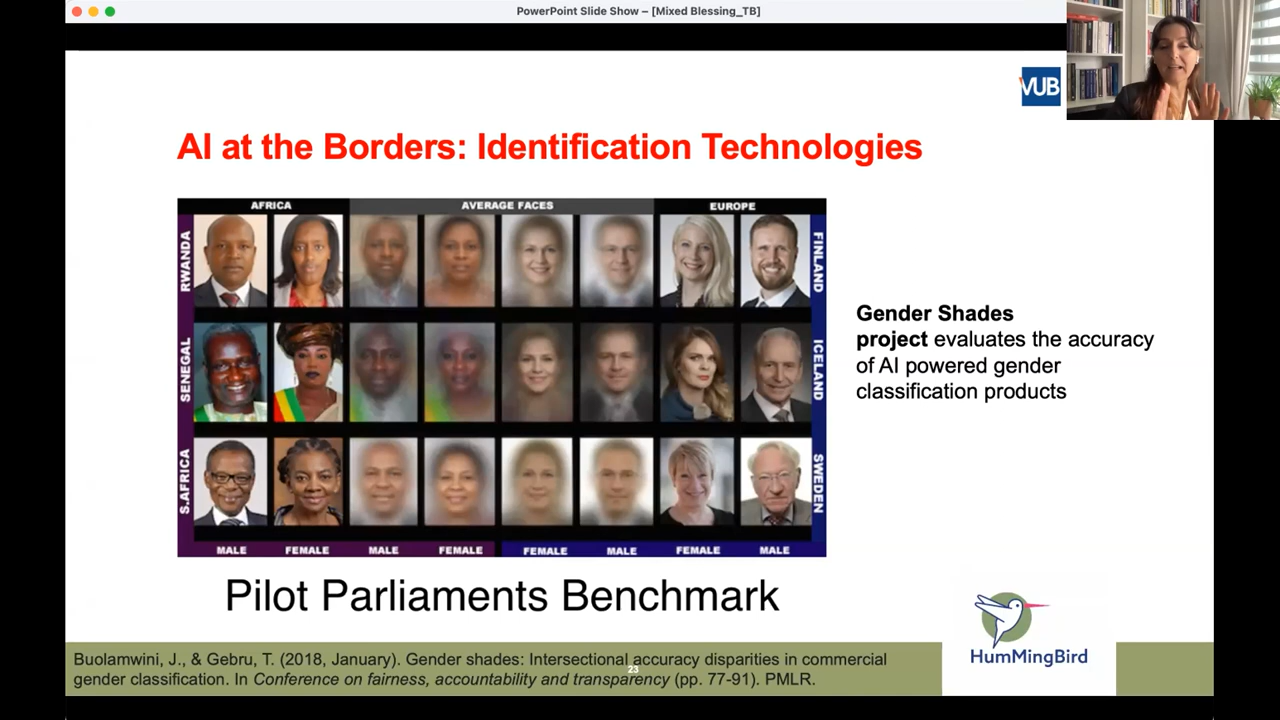 PowerPoint Slide Show – [Mixed Blessing_TB]
VUB
AI at the Borders: Identification Technologies
AFRICA AVERAGE FACES EUROPE
RWANDA
FINLAND
SENEGAL
ICELAND
S.AFRICA
SWEDEN
MALE FEMALE MALE FEMALE FEMALE MALE FEMALE MALE
Gender Shades
project evaluates the accuracy
of AI powered gender
classification products
Pilot Parliaments Benchmark
HumMingBird
Buolamwini, J., & Gebru, T. (2018, January). Gender shades: Intersectional accuracy disparities in commercial
gender classification. In Conference on fairness, accountability and transparency (pp. 77-91). PMLR.
23